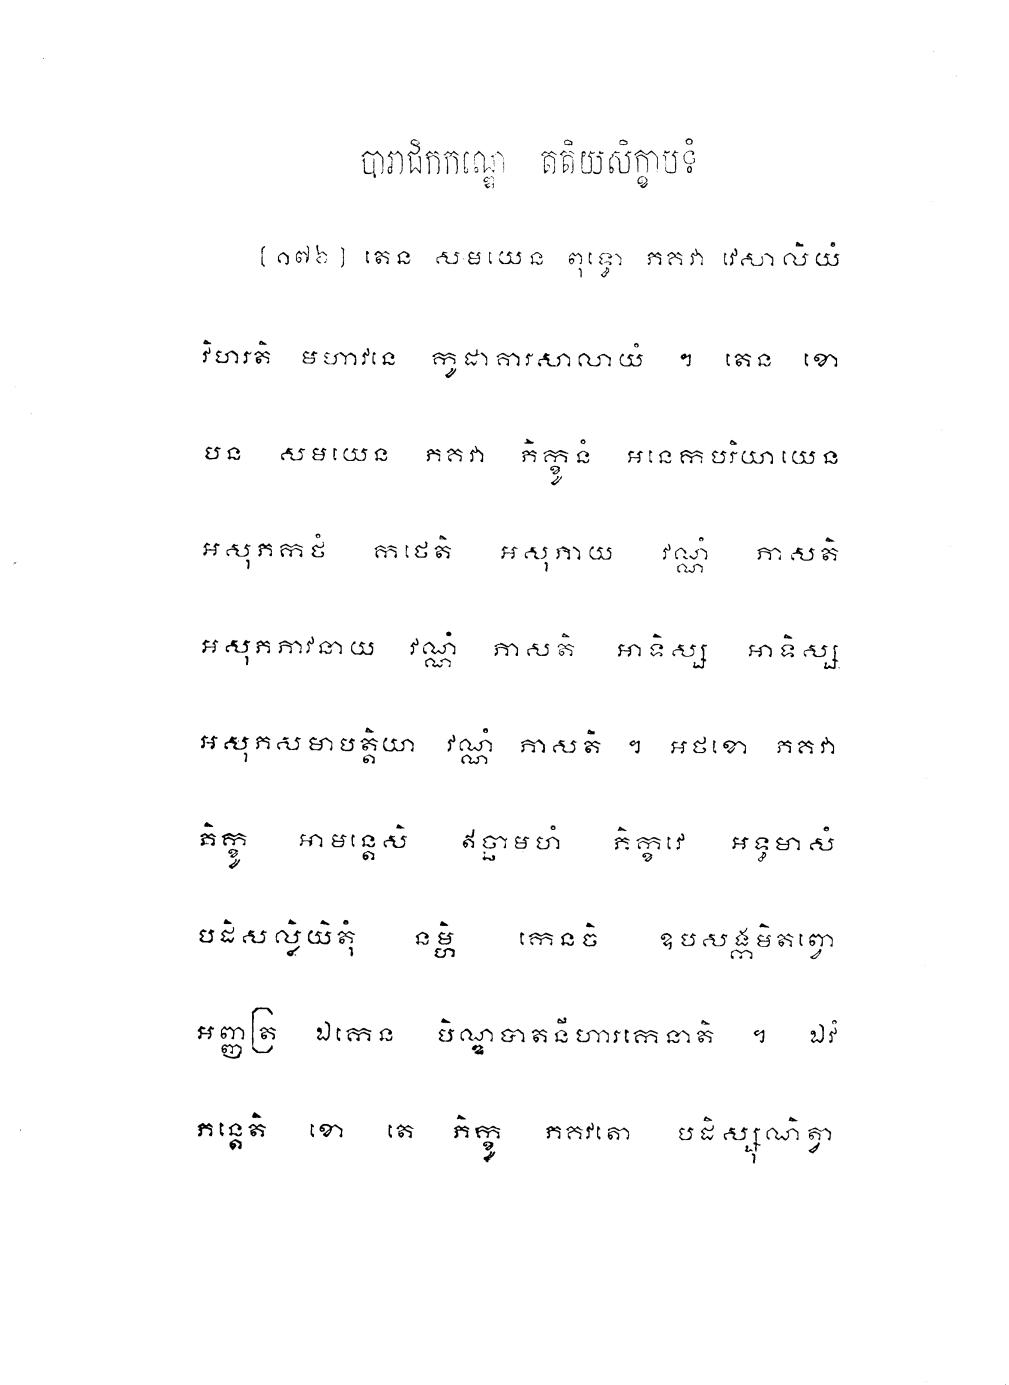 បារាជិកកណ្ឌេ តតិយសិក្ខាបទំ
[១៧៦] តេន សមយេន ពុទ្ធោ ភគវា វេសាលិយំ
វិហរតិ មហាវនេ កូដាគារសាលាយំ ។ តេន ខោ
បន សមយេន ភគវា ភិក្ខូនំ អនេកបរិយាយេន
អសុភកថំ កថេតិ អសុភាយ វណ្ណំ ភាសតិ
អសុភភាវនាយ វណ្ណំ ភាសតិ អាទិស្ស អាទិស្ស
អសុភសមាបត្តិយា វណ្ណំ ភាសតិ ។ អថខោ ភគវា
ភិក្ខូ អាមន្តេសិ ឥច្ឆាមហំ ភិក្ខវេ អឌ្ឍមាសំ
បដិសល្លិយិតុំ នម្ហិ កេនចិ ឧបសង្កមិតព្វោ
អញ្ញត្រ ឯកេន បិណ្ឌបាតនីហារកេនាតិ ។ ឯវំ
ភន្តេតិ ខោ តេ ភិក្ខូ ភគវតោ បដិស្សុណិត្វា